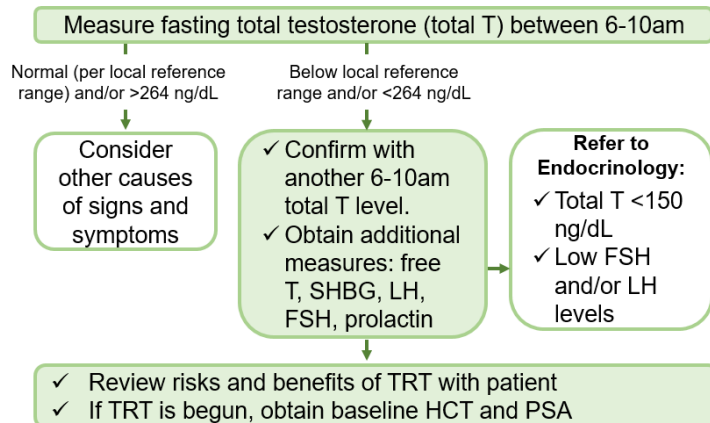 Measure fasting total testosterone (total T) between 6-10am
Normal (per local reference
range) and/or >264 ng/dL
Below local reference
range and/or <264 ng/dL
Consider
other causes
of signs and
symptoms
✓ Confirm with
another 6-10am
total T level.
✓ Obtain additional
measures: free
T, SHBG, LH,
FSH, prolactin
Refer to
Endocrinology:
✓ Total T <150
ng/dL
✓ Low FSH
and/or LH
levels
✓ Review risks and benefits of TRT with patient
✓ If TRT is begun, obtain baseline HCT and PSA